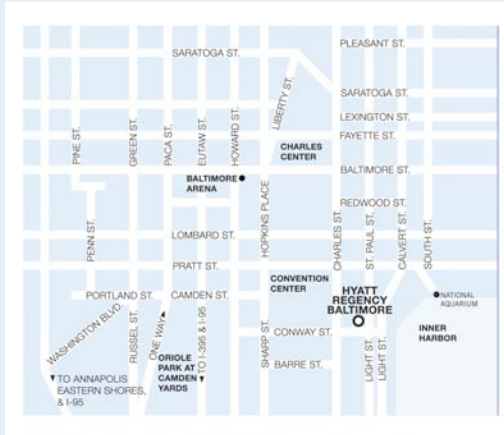 PLEASANT ST.
SARATOGA ST.
SARATOGA ST.
LIBERTY ST.
LEXINGTON ST.
FAYETTE ST.
PINE ST.
GREEN ST.
PACA ST.
EUTAW ST.
HOWARD ST.
CHARLES
CENTER
BALTIMORE ST.
BALTIMORE
ARENA
REDWOOD ST.
HOPKINS PLACE
PENN ST.
LOMBARD ST.
CHARLES ST.
ST. PAUL ST.
CALVERT ST.
SOUTH ST.
PRATT ST.
CONVENTION
CENTER
HYATT
REGENCY
BALTIMORE
NATIONAL
AQUARIUM
PORTLAND ST.
CAMDEN ST.
WASHINGTON BLVD.
RUSSEL ST.
ONE WAY
TO I-395 & I-95
SHARP ST.
CONWAY ST.
INNER
HARBOR
ORIOLE
PARK AT
CAMDEN
YARDS
BARRE ST.
LIGHT ST.
LIGHT ST.
TO ANNAPOLIS
EASTERN SHORES,
& I-95